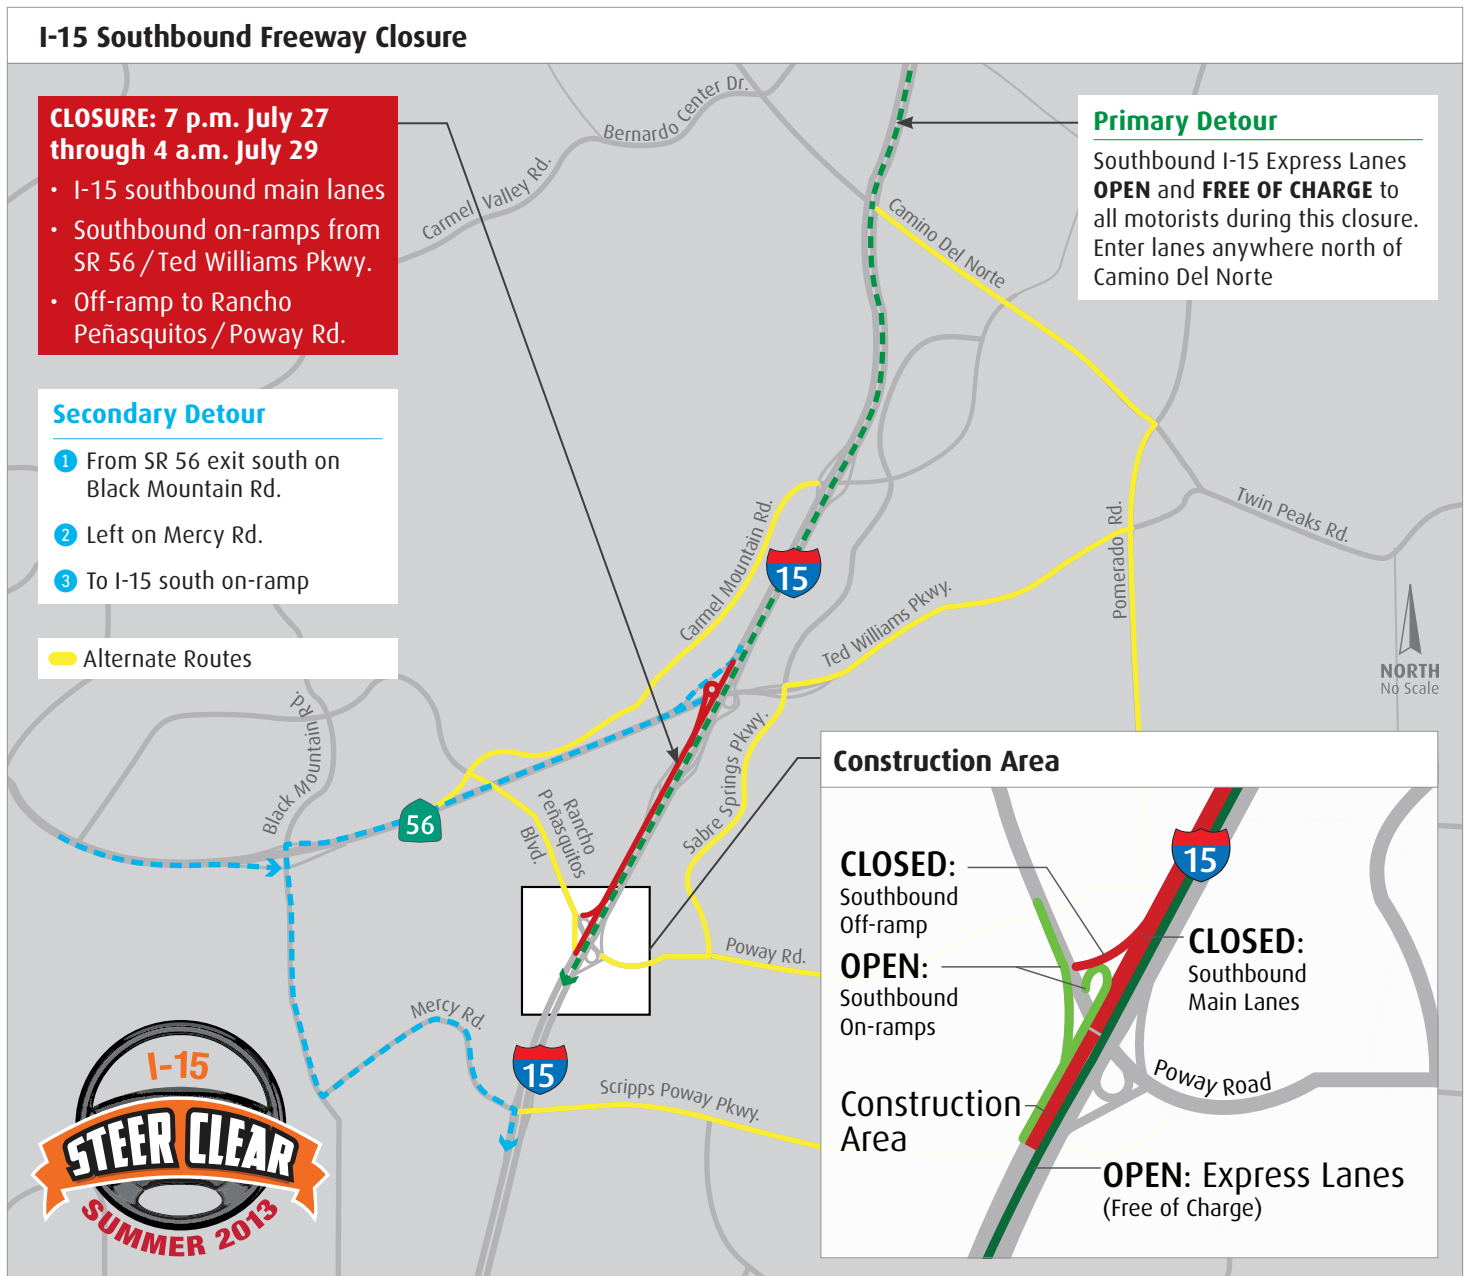 I-15 Southbound Freeway Closure
CLOSURE: 7 p.m. July 27
through 4 a.m. July 29
• I-15 southbound main lanes
• Southbound on-ramps from
SR 56 / Ted Williams Pkwy.
• Off-ramp to Rancho
Peñasquitos / Poway Rd.
Primary Detour
Southbound I-15 Express Lanes
OPEN and FREE OF CHARGE to
all motorists during this closure.
Enter lanes anywhere north of
Camino Del Norte
Secondary Detour
1 From SR 56 exit south on
Black Mountain Rd.
2 Left on Mercy Rd.
3 To I-15 south on-ramp
Alternate Routes
Bernardo Center Dr.
Carmel Valley Rd.
Camino Del Norte
Twin Peaks Rd.
Pomerado Rd.
Carmel Mountain Rd.
15
Ted Williams Pkwy.
NORTH
No Scale
Black Mountain Rd.
56
Rancho
Peñasquitos
Blvd.
Sabre Springs Pkwy.
Poway Rd.
Mercy Rd.
15
Scripps Poway Pkwy.
Construction Area
15
CLOSED:
Southbound
Off-ramp
OPEN:
Southbound
On-ramps
CLOSED:
Southbound
Main Lanes
Poway Road
Construction
Area
OPEN: Express Lanes
(Free of Charge)
I-15
STEER CLEAR
SUMMER 2013